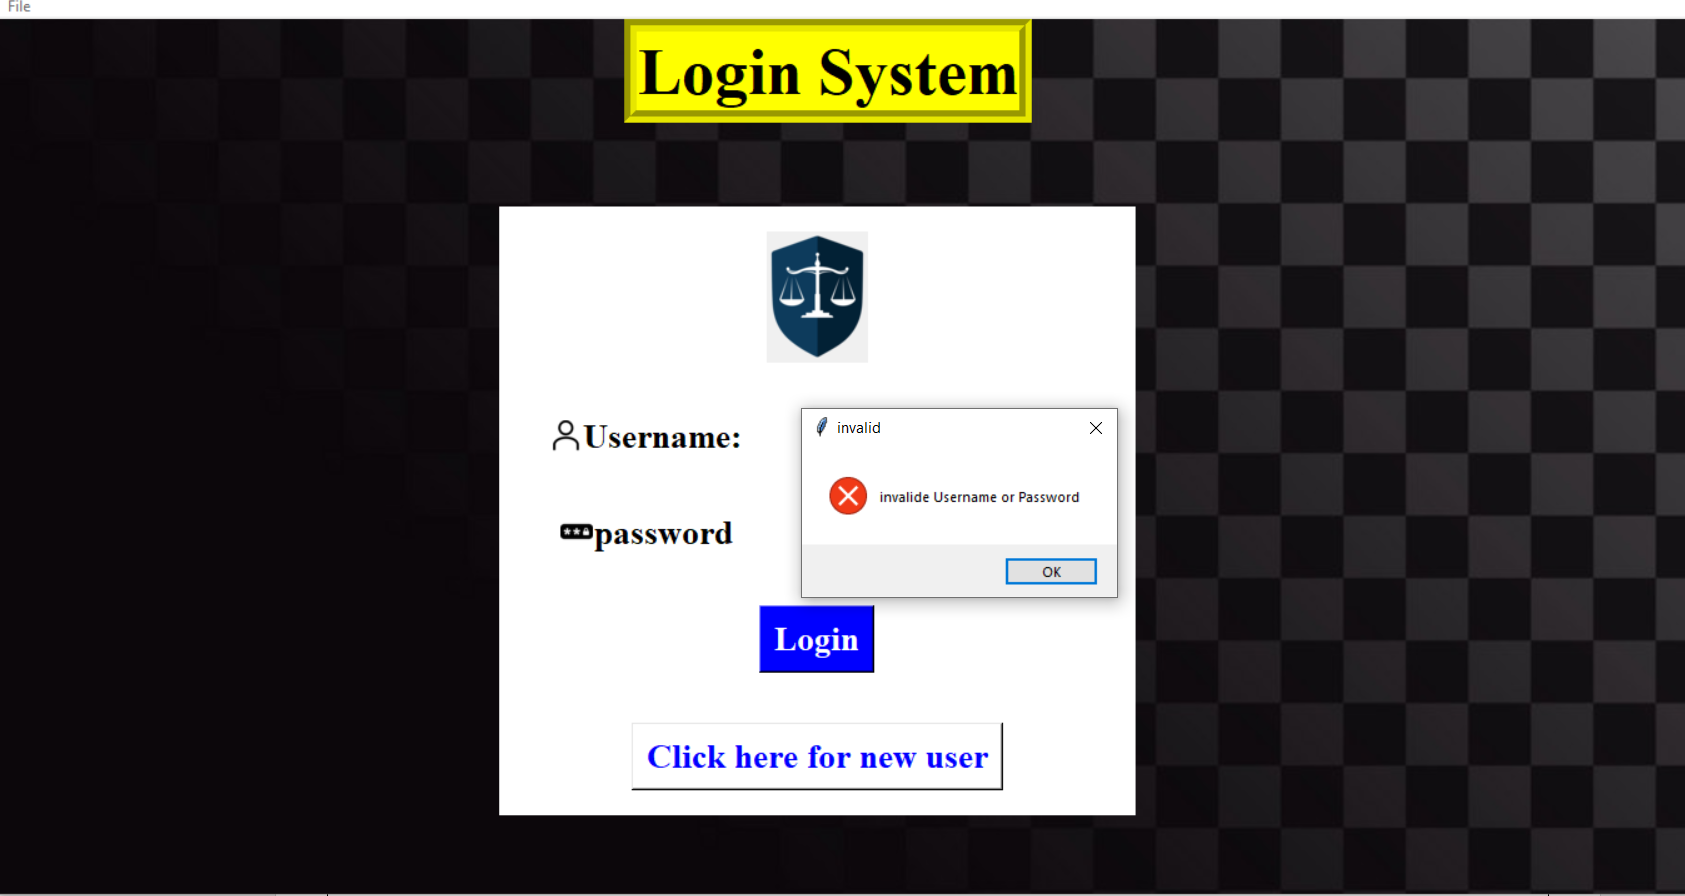 File
Login System
Username:
invalid
invalide Username or Password
password
OK
Login
Click here for new user